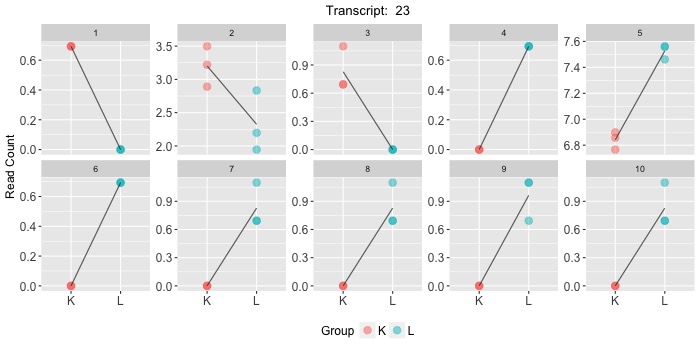 Transcript: 23
1 2 3 4 5
0.6 0.4 0.2 0.0
3.5 3.0 2.5 2.0
0.9 0.6 0.3 0.0
0.6 0.4 0.2 0.0
7.6 7.4 7.2 7.0 6.8
Read Count
6 7 8 9 10
0.6 0.4 0.2 0.0
0.9 0.6 0.3 0.0
0.9 0.6 0.3 0.0
0.9 0.6 0.3 0.0
0.9 0.6 0.3 0.0
K L K L K L K L K L
Group K L